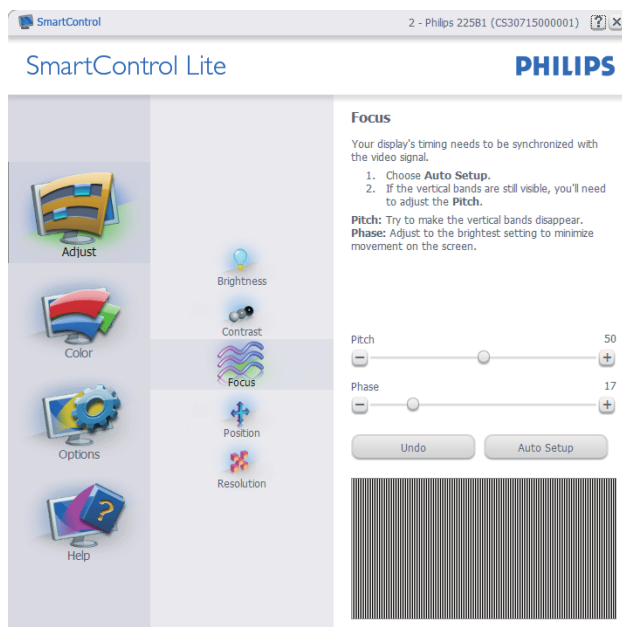 SmartControl
2 - Philips 225B1 (CS30715000001)
?
SmartControl Lite
PHILIPS
Adjust
Color
Options
Help
Brightness
Contrast
Focus
Position
Resolution
Focus
Your display's timing needs to be synchronized with
the video signal.
1. Choose Auto Setup.
2. If the vertical bands are still visible, you'll need
to adjust the Pitch.
Pitch: Try to make the vertical bands disappear.
Phase: Adjust to the brightest setting to minimize
movement on the screen.
Pitch 50
Phase 17
Undo
Auto Setup